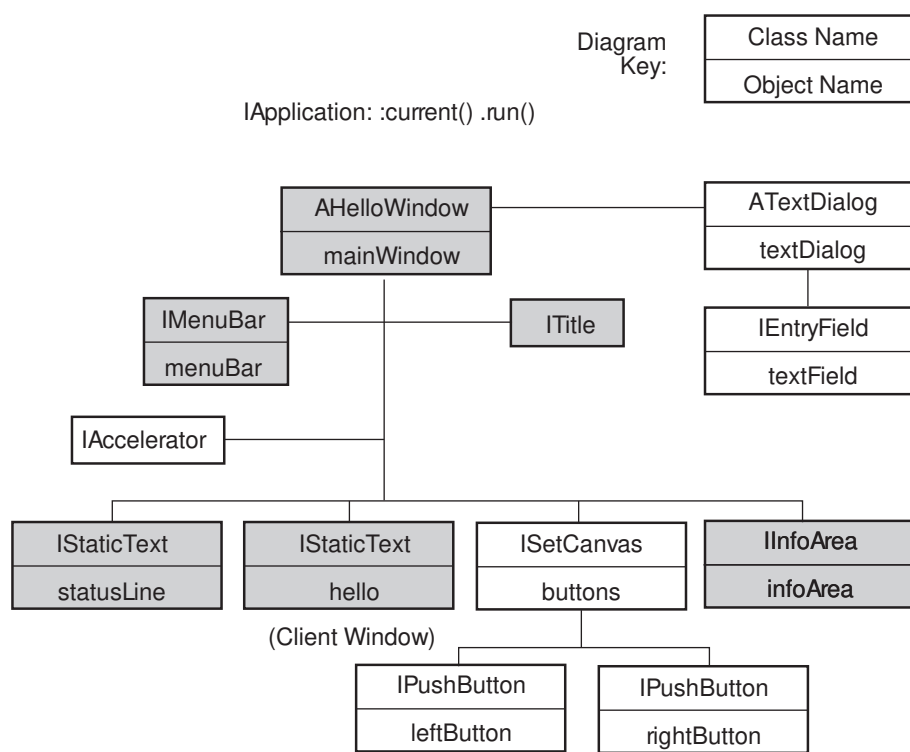 Diagram
Key:
Class Name
Object Name
IApplication: :current() .run()
AHelloWindow
mainWindow
ATextDialog
textDialog
IMenuBar
menuBar
ITitle
IEntryField
textField
IAccelerator
IStaticText
statusLine
IStaticText
hello
ISetCanvas
buttons
IInfoArea
infoArea
(Client Window)
IPushButton
leftButton
IPushButton
rightButton